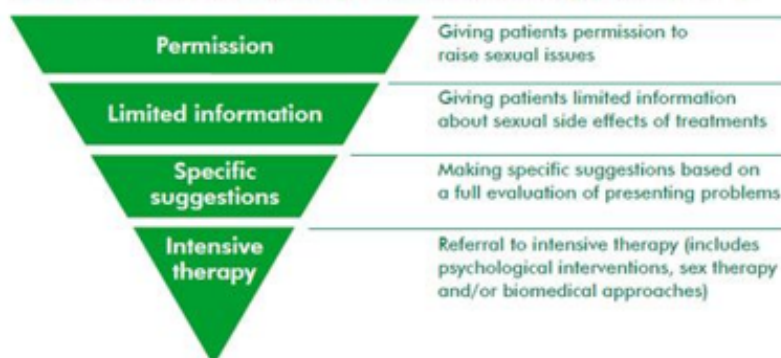 Permission
Giving patients permission to
raise sexual issues
Limited information
Giving patients limited information
about sexual side effects of treatments
Specific
suggestions
Making specific suggestions based on
a full evaluation of presenting problems
Intensive
therapy
Referral to intensive therapy (includes
psychological interventions, sex therapy
and/or biomedical approaches)